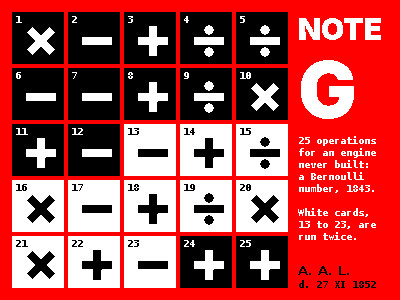 1 × 2 − 3 + 4 ÷ 5 ÷
6 − 7 − 8 + 9 ÷ 10 ×
11 + 12 − 13 − 14 + 15 ÷
16 × 17 − 18 + 19 ÷ 20 ×
21 × 22 + 23 − 24 + 25 +
NOTE
G
25 operations
for an engine
never built:
a Bernoulli
number, 1843.
White cards,
13 to 23, are
run twice.
A. A. L.
d. 27 XI 1852